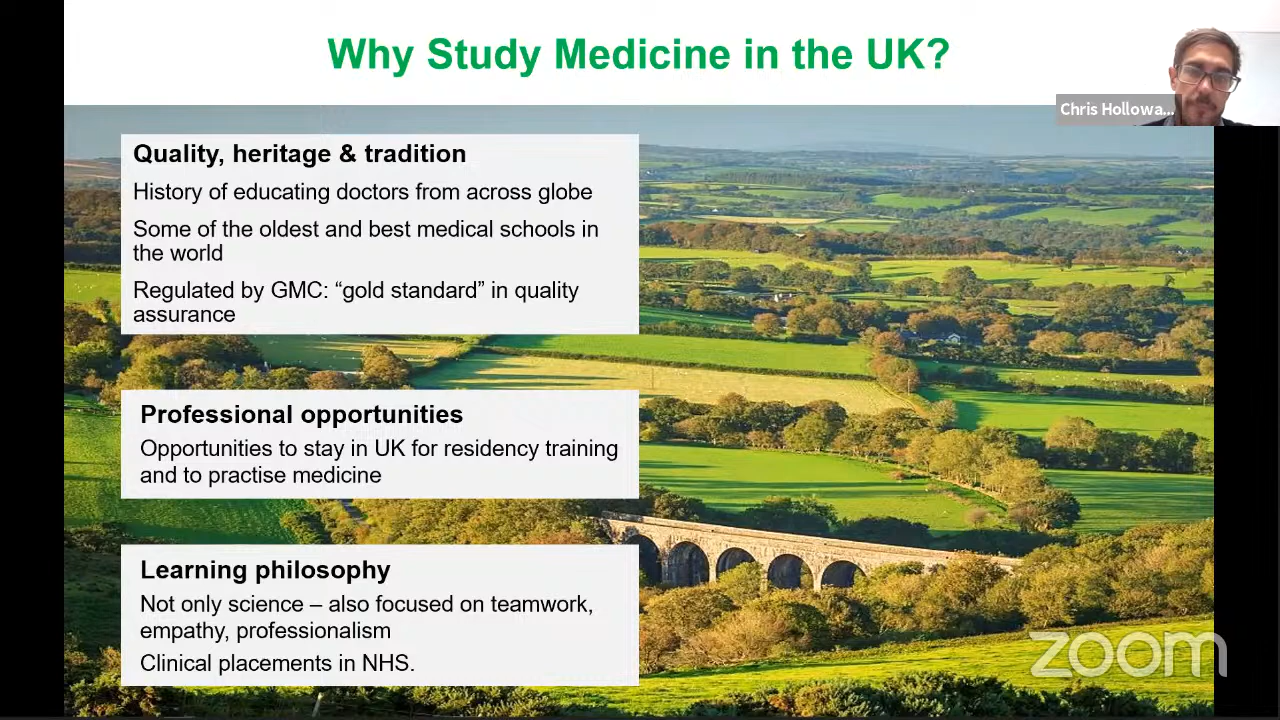 Why Study Medicine in the UK?
Chris Hollowa...
Quality, heritage & tradition
History of educating doctors from across globe
Some of the oldest and best medical schools in
the world
Regulated by GMC: “gold standard” in quality
assurance
Professional opportunities
Opportunities to stay in UK for residency training
and to practise medicine
Learning philosophy
Not only science – also focused on teamwork,
empathy, professionalism
Clinical placements in NHS.
zoom